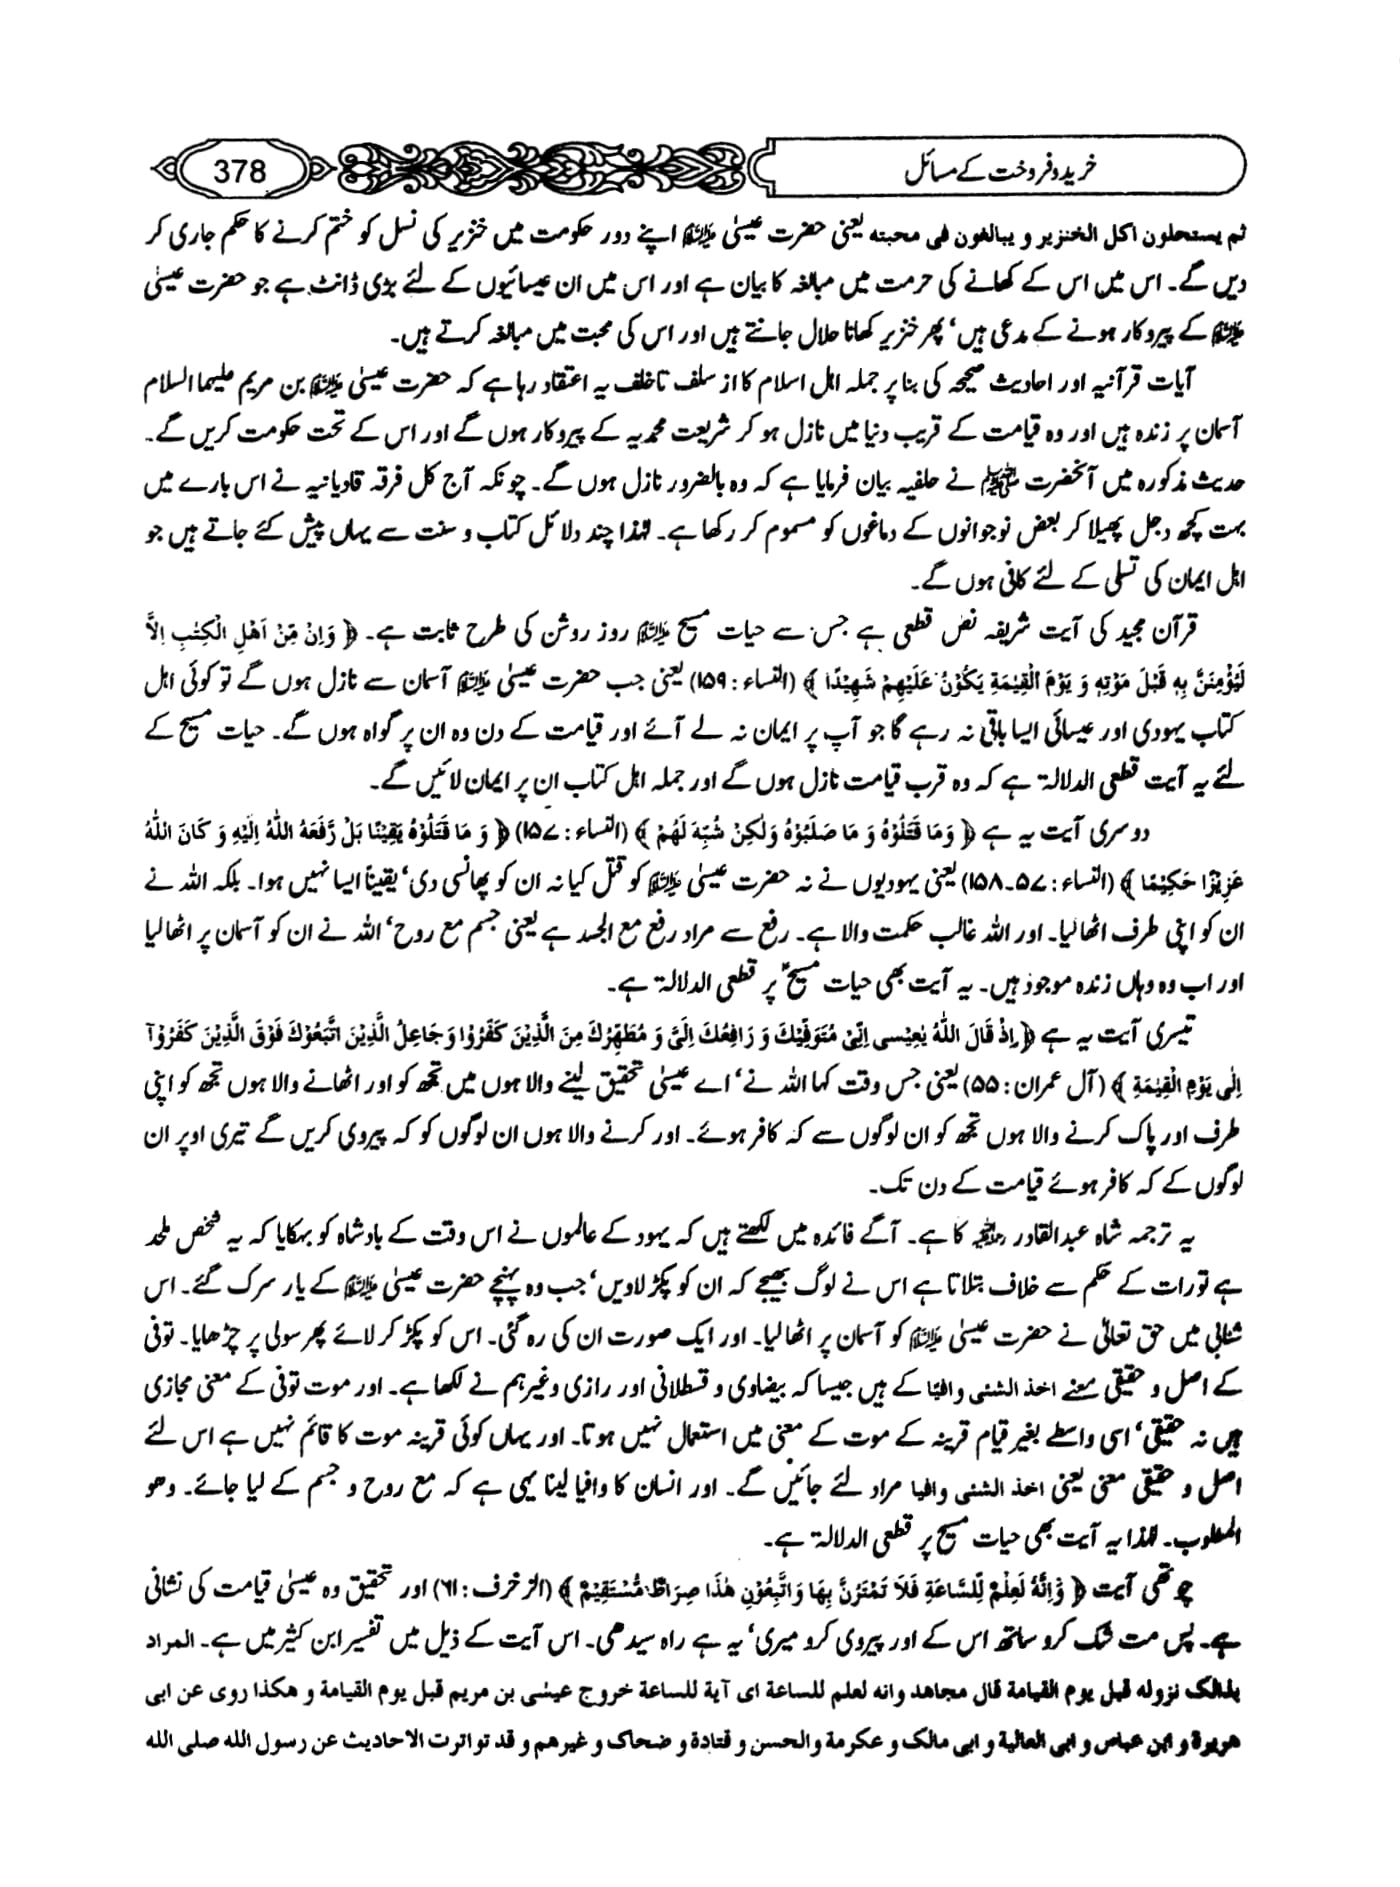 خرید و فروخت کے مسائل
378
ثم یستحلون اکل الخنزیر و یبالغون فی محبته یعنی حضرت عیسیٰ علیہ السلام اپنے دور حکومت میں خنزیر کی نسل کو ختم کرنے کا حکم جاری کر
دیں گے۔ اس میں اس کے کھانے کی حرمت میں مبالغہ کا بیان ہے اور اس میں ان عیسائیوں کے لئے بڑی ڈانٹ ہے جو حضرت عیسیٰ
علیہ السلام کے پیروکار ہونے کے مدعی ہیں‘ پھر خنزیر کھانا حلال جانتے ہیں اور اس کی محبت میں مبالغہ کرتے ہیں۔
آیات قرآنیہ اور احادیث صحیحہ کی بنا پر جملہ اہل اسلام کا از سلف تا خلف یہ اعتقاد رہا ہے کہ حضرت عیسیٰ علیہ السلام بن مریم علیہما السلام
آسمان پر زندہ ہیں اور وہ قیامت کے قریب دنیا میں نازل ہو کر شریعت محمدیہ کے پیروکار ہوں گے اور اس کے تحت حکومت کریں گے۔
حدیث مذکورہ میں آنحضرت ﷺ نے حلفیہ بیان فرمایا ہے کہ وہ بالضرور نازل ہوں گے۔ چونکہ آج کل فرقہ قادیانیہ نے اس بارے میں
بہت کچھ دجل پھیلا کر بعض نوجوانوں کے دماغوں کو مسموم کر رکھا ہے۔ لہٰذا چند دلائل کتاب و سنت سے یہاں پیش کئے جاتے ہیں جو
اہل ایمان کی تسلی کے لئے کافی ہوں گے۔
قرآن مجید کی آیت شریفہ نص قطعی ہے جس سے حیات مسیح علیہ السلام روز روشن کی طرح ثابت ہے۔ ﴿ وَاِنْ مِّنْ اَهْلِ الْكِتٰبِ اِلاَّ
لَيُؤْمِنَنَّ بِهٖ قَبْلَ مَوْتِهٖ وَ يَوْمَ الْقِيٰمَةِ يَكُوْنُ عَلَيْهِمْ شَهِيْدًا ﴾ (النساء : ۱۵۹) یعنی جب حضرت عیسیٰ علیہ السلام آسمان سے نازل ہوں گے تو کوئی اہل
کتاب یہودی اور عیسائی ایسا باقی نہ رہے گا جو آپ پر ایمان نہ لے آئے اور قیامت کے دن وہ ان پر گواہ ہوں گے۔ حیات مسیح کے
لئے یہ آیت قطعی الدلالۃ ہے کہ وہ قرب قیامت نازل ہوں گے اور جملہ اہل کتاب ان پر ایمان لائیں گے۔
دوسری آیت یہ ہے ﴿ وَمَا قَتَلُوْهُ وَ مَا صَلَبُوْهُ وَلٰكِنْ شُبِّهَ لَهُمْ ﴾ (النساء : ۱۵۷) ﴿ وَ مَا قَتَلُوْهُ يَقِيْنًا بَلْ رَّفَعَهُ اللّٰهُ اِلَيْهِ وَ كَانَ اللّٰهُ
عَزِيْزًا حَكِيْمًا ﴾ (النساء : ۵۷۔۱۵۸) یعنی یہودیوں نے نہ حضرت عیسیٰ علیہ السلام کو قتل کیا نہ ان کو پھانسی دی‘ یقیناً ایسا نہیں ہوا۔ بلکہ اللہ نے
ان کو اپنی طرف اٹھا لیا۔ اور اللہ غالب حکمت والا ہے۔ رفع سے مراد رفع مع الجسد ہے یعنی جسم مع روح‘ اللہ نے ان کو آسمان پر اٹھا لیا
اور اب وہ وہاں زندہ موجود ہیں۔ یہ آیت بھی حیات مسیح پر قطعی الدلالۃ ہے۔
تیسری آیت یہ ہے ﴿ اِذْ قَالَ اللّٰهُ يٰعِيْسٰى اِنِّىْ مُتَوَفِّيْكَ وَ رَافِعُكَ اِلَىَّ وَ مُطَهِّرُكَ مِنَ الَّذِيْنَ كَفَرُوْا وَ جَاعِلُ الَّذِيْنَ اتَّبَعُوْكَ فَوْقَ الَّذِيْنَ كَفَرُوْآ
اِلٰى يَوْمِ الْقِيٰمَةِ ﴾ (آل عمران : ۵۵) یعنی جس وقت کہا اللہ نے‘ اے عیسیٰ تحقیق لینے والا ہوں میں تجھ کو اور اٹھانے والا ہوں تجھ کو اپنی
طرف اور پاک کرنے والا ہوں تجھ کو ان لوگوں سے کہ کافر ہوئے۔ اور کرنے والا ہوں ان لوگوں کو کہ پیروی کریں گے تیری اوپر ان
لوگوں کے کہ کافر ہوئے قیامت کے دن تک۔
یہ ترجمہ شاہ عبدالقادر رحمہ اللہ کا ہے۔ آگے فائدہ میں لکھتے ہیں کہ یہود کے عالموں نے اس وقت کے بادشاہ کو بہکایا کہ یہ شخص ملحد
ہے تورات کے حکم سے خلاف بتلاتا ہے اس نے لوگ بھیجے کہ ان کو پکڑ لاویں‘ جب وہ پہنچے حضرت عیسیٰ علیہ السلام کے یار سرک گئے۔ اس
شتابی میں حق تعالیٰ نے حضرت عیسیٰ علیہ السلام کو آسمان پر اٹھا لیا۔ اور ایک صورت ان کی رہ گئی۔ اس کو پکڑ کر لائے پھر سولی پر چڑھایا۔ توفی
کے اصل و حقیقی معنے اخذ الشئی وافیا کے ہیں جیسا کہ بیضاوی و قسطلانی اور رازی وغیرہم نے لکھا ہے۔ اور موت توفی کے معنی مجازی
ہیں نہ حقیقی‘ اسی واسطے بغیر قیام قرینہ کے موت کے معنی میں استعمال نہیں ہوتا۔ اور یہاں کوئی قرینہ موت کا قائم نہیں ہے اس لئے
اصل و حقیقی معنی یعنی اخذ الشئی وافیا مراد لئے جائیں گے۔ اور انسان کا وافیا لینا یہی ہے کہ مع روح و جسم کے لیا جائے۔ وھو
المطلوب۔ لہٰذا یہ آیت بھی حیات مسیح پر قطعی الدلالۃ ہے۔
چوتھی آیت ﴿ وَ اِنَّهٗ لَعِلْمٌ لِّلسَّاعَةِ فَلَا تَمْتَرُنَّ بِهَا وَاتَّبِعُوْنِ هٰذَا صِرَاطٌ مُّسْتَقِيْمٌ ﴾ (الزخرف : ۶۱) اور تحقیق وہ عیسیٰ قیامت کی نشانی
ہے۔ پس مت شک کرو ساتھ اس کے اور پیروی کرو میری‘ یہ ہے راہ سیدھی۔ اس آیت کے ذیل میں تفسیر ابن کثیر میں ہے۔ المراد
بذالک نزوله قبل یوم القیامة قال مجاهد وانه لعلم للساعة ای آیة للساعة خروج عیسٰی بن مریم قبل یوم القیامة و هکذا روی عن ابی
هریرة و ابن عباس و ابی العالیة و ابی مالک و عکرمة والحسن و قتادة و ضحاک و غیرهم و قد تواترت الاحادیث عن رسول الله صلی الله